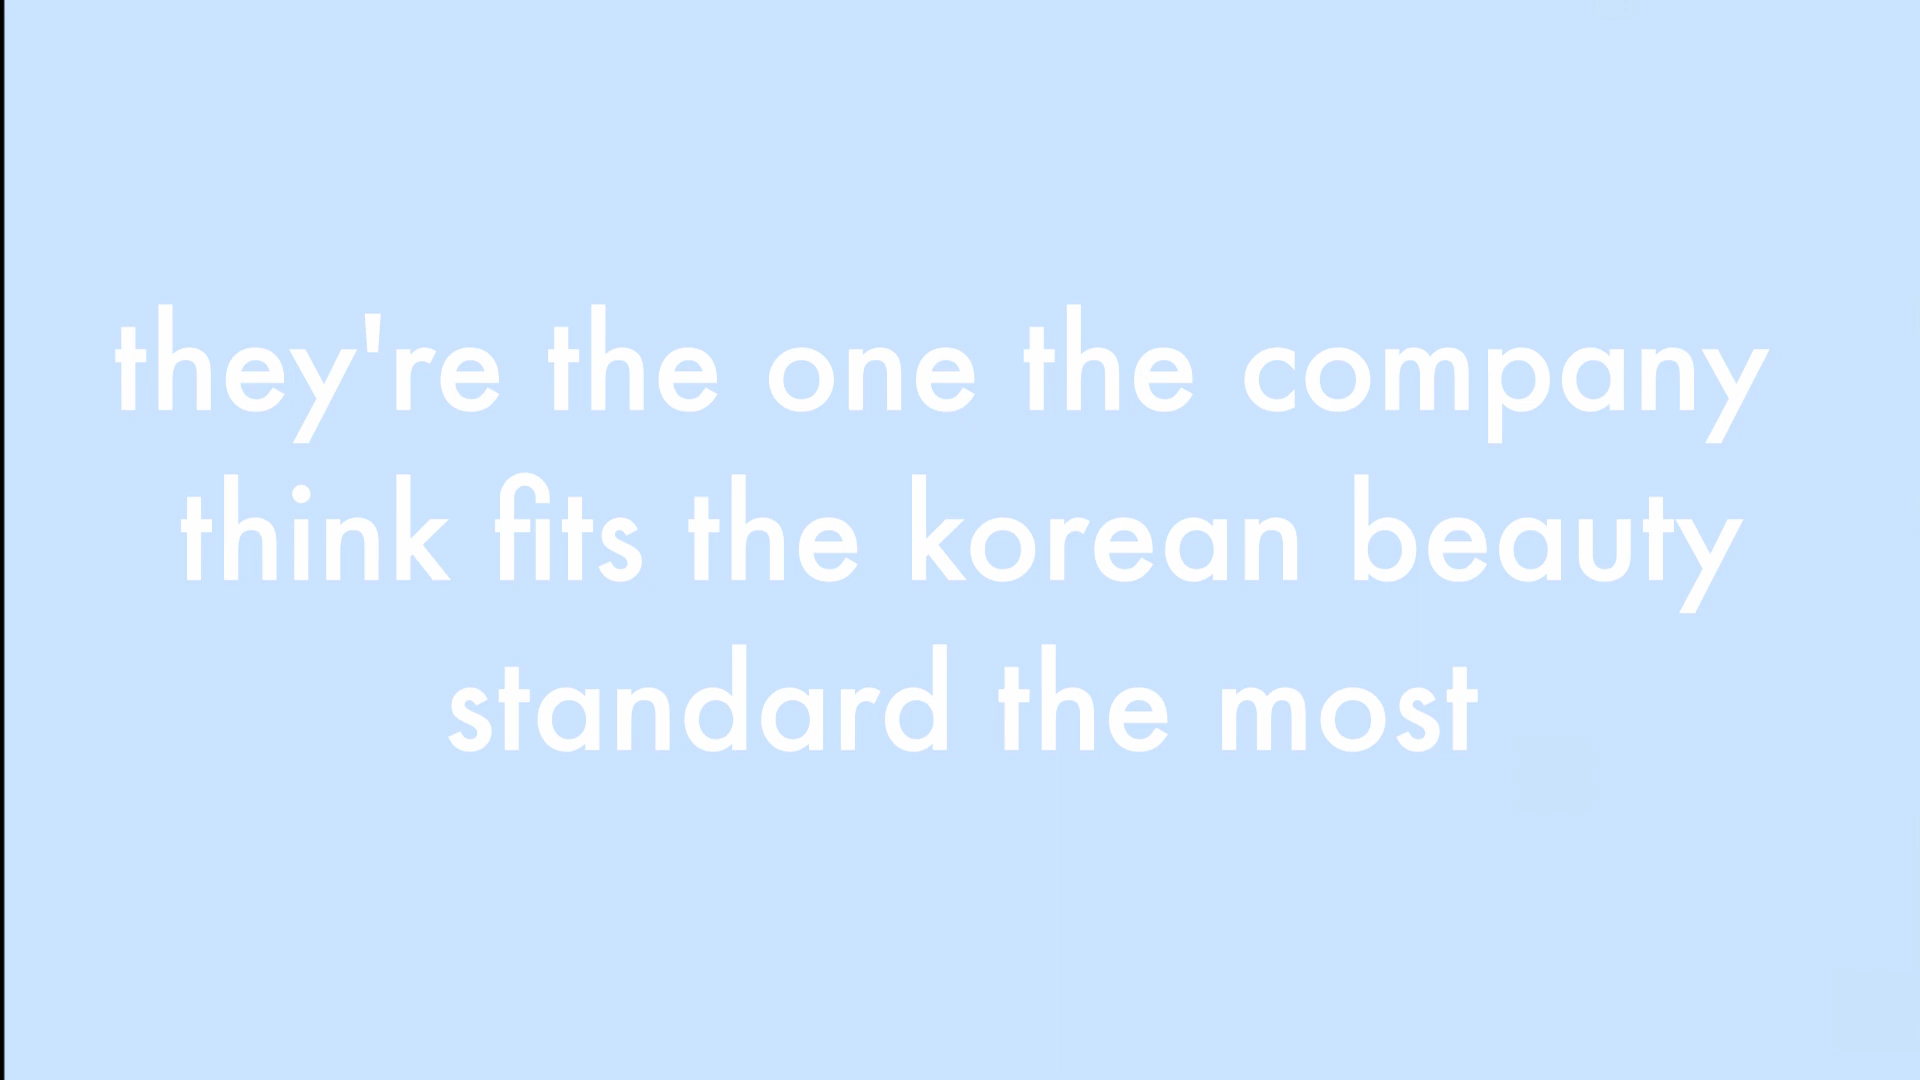 they're the one the company
think fits the korean beauty
standard the most